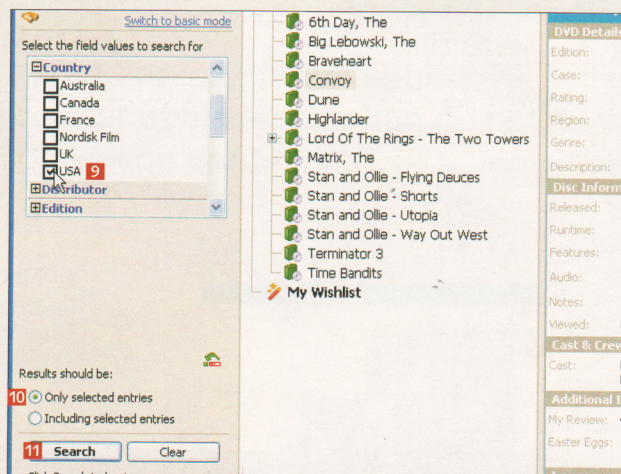 Switch to basic mode
Select the field values to search for
Country
Australia
Canada
France
Nordisk Film
UK
USA 9
Distributor
Edition
Results should be:
10 Only selected entries
Including selected entries
11 Search Clear
6th Day, The
Big Lebowski, The
Braveheart
Convoy
Dune
Highlander
Lord Of The Rings - The Two Towers
Matrix, The
Stan and Ollie - Flying Deuces
Stan and Ollie - Shorts
Stan and Ollie - Utopia
Stan and Ollie - Way Out West
Terminator 3
Time Bandits
My Wishlist
DVD Details
Edition:
Case:
Rating:
Region:
Genre:
Description:
Disc Inform
Released:
Runtime:
Features:
Audio:
Notes:
Viewed:
Cast & Crew
Cast:
Additional I
My Review:
Easter Eggs: